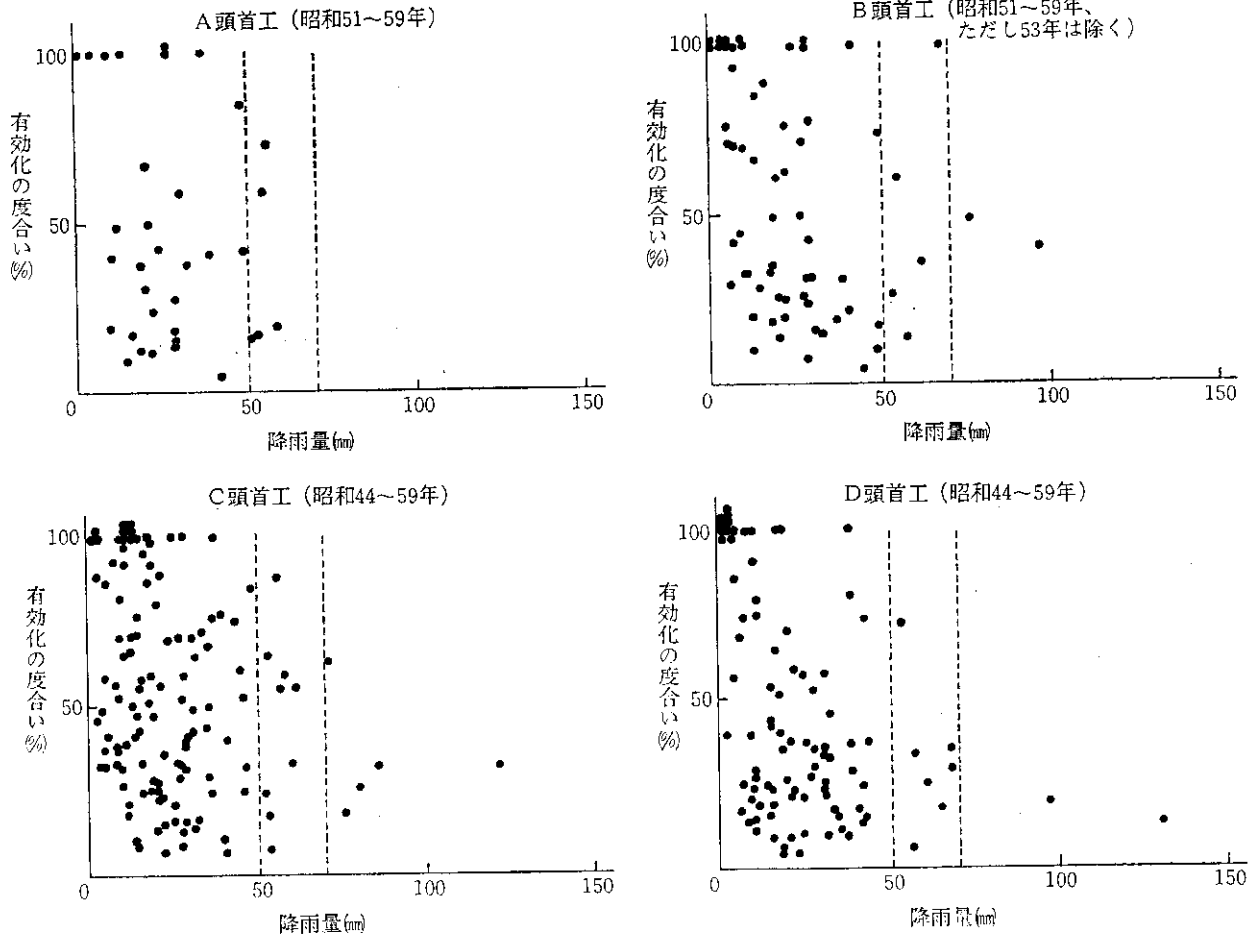 A頭首工（昭和51～59年）
100
50
有効化の度合い(%)
0
50
100
150
降雨量(㎜)
B頭首工（昭和51～59年、
ただし53年は除く）
100
50
有効化の度合い(%)
0
50
100
150
降雨量(㎜)
C頭首工（昭和44～59年）
100
50
有効化の度合い(%)
0
50
100
150
降雨量(㎜)
D頭首工（昭和44～59年）
100
50
有効化の度合い(%)
0
50
100
150
降雨量(㎜)